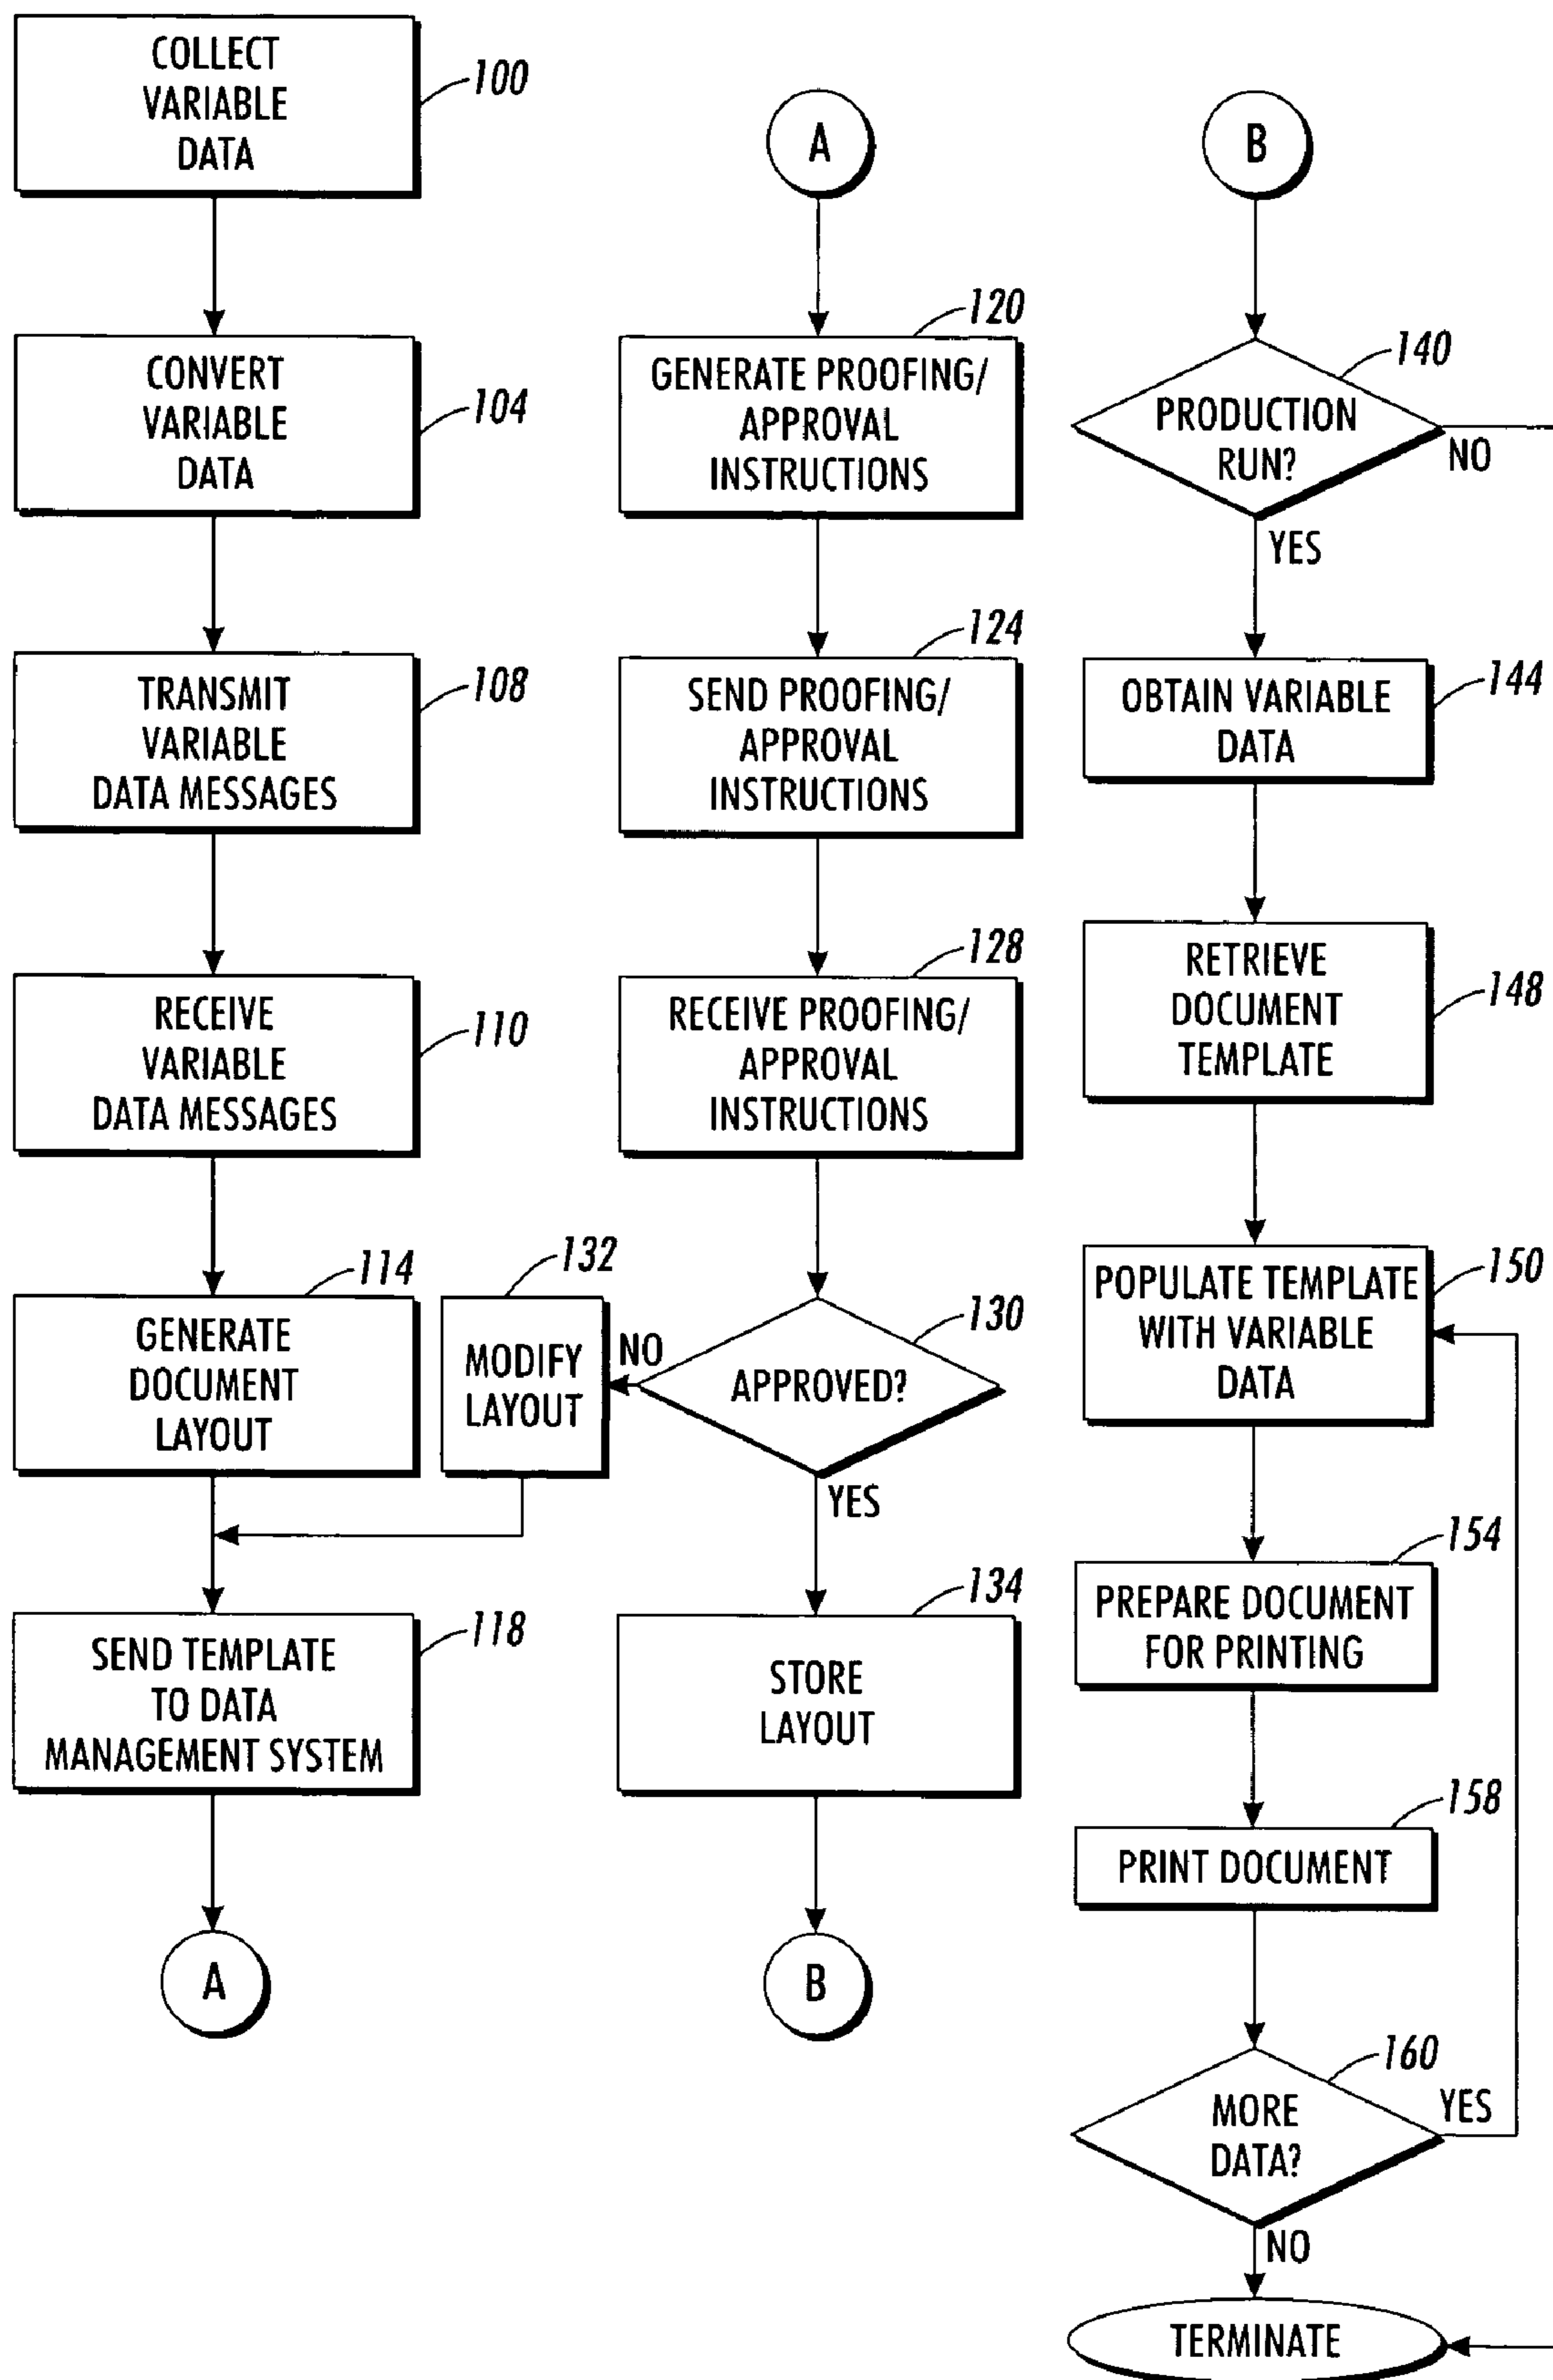 COLLECT
VARIABLE
DATA
100
CONVERT
VARIABLE
DATA
104
TRANSMIT
VARIABLE
DATA MESSAGES
108
RECEIVE
VARIABLE
DATA MESSAGES
110
114
GENERATE
DOCUMENT
LAYOUT
SEND TEMPLATE
TO DATA
MANAGEMENT SYSTEM
118
A
A
120
GENERATE PROOFING/
APPROVAL
INSTRUCTIONS
124
SEND PROOFING/
APPROVAL
INSTRUCTIONS
128
RECEIVE PROOFING/
APPROVAL
INSTRUCTIONS
130
APPROVED?
NO
132
MODIFY
LAYOUT
YES
134
STORE
LAYOUT
B
B
140
PRODUCTION
RUN?
NO
YES
OBTAIN VARIABLE
DATA
144
RETRIEVE
DOCUMENT
TEMPLATE
148
POPULATE TEMPLATE
WITH VARIABLE
DATA
150
154
PREPARE DOCUMENT
FOR PRINTING
158
PRINT DOCUMENT
160
MORE
DATA?
YES
NO
TERMINATE